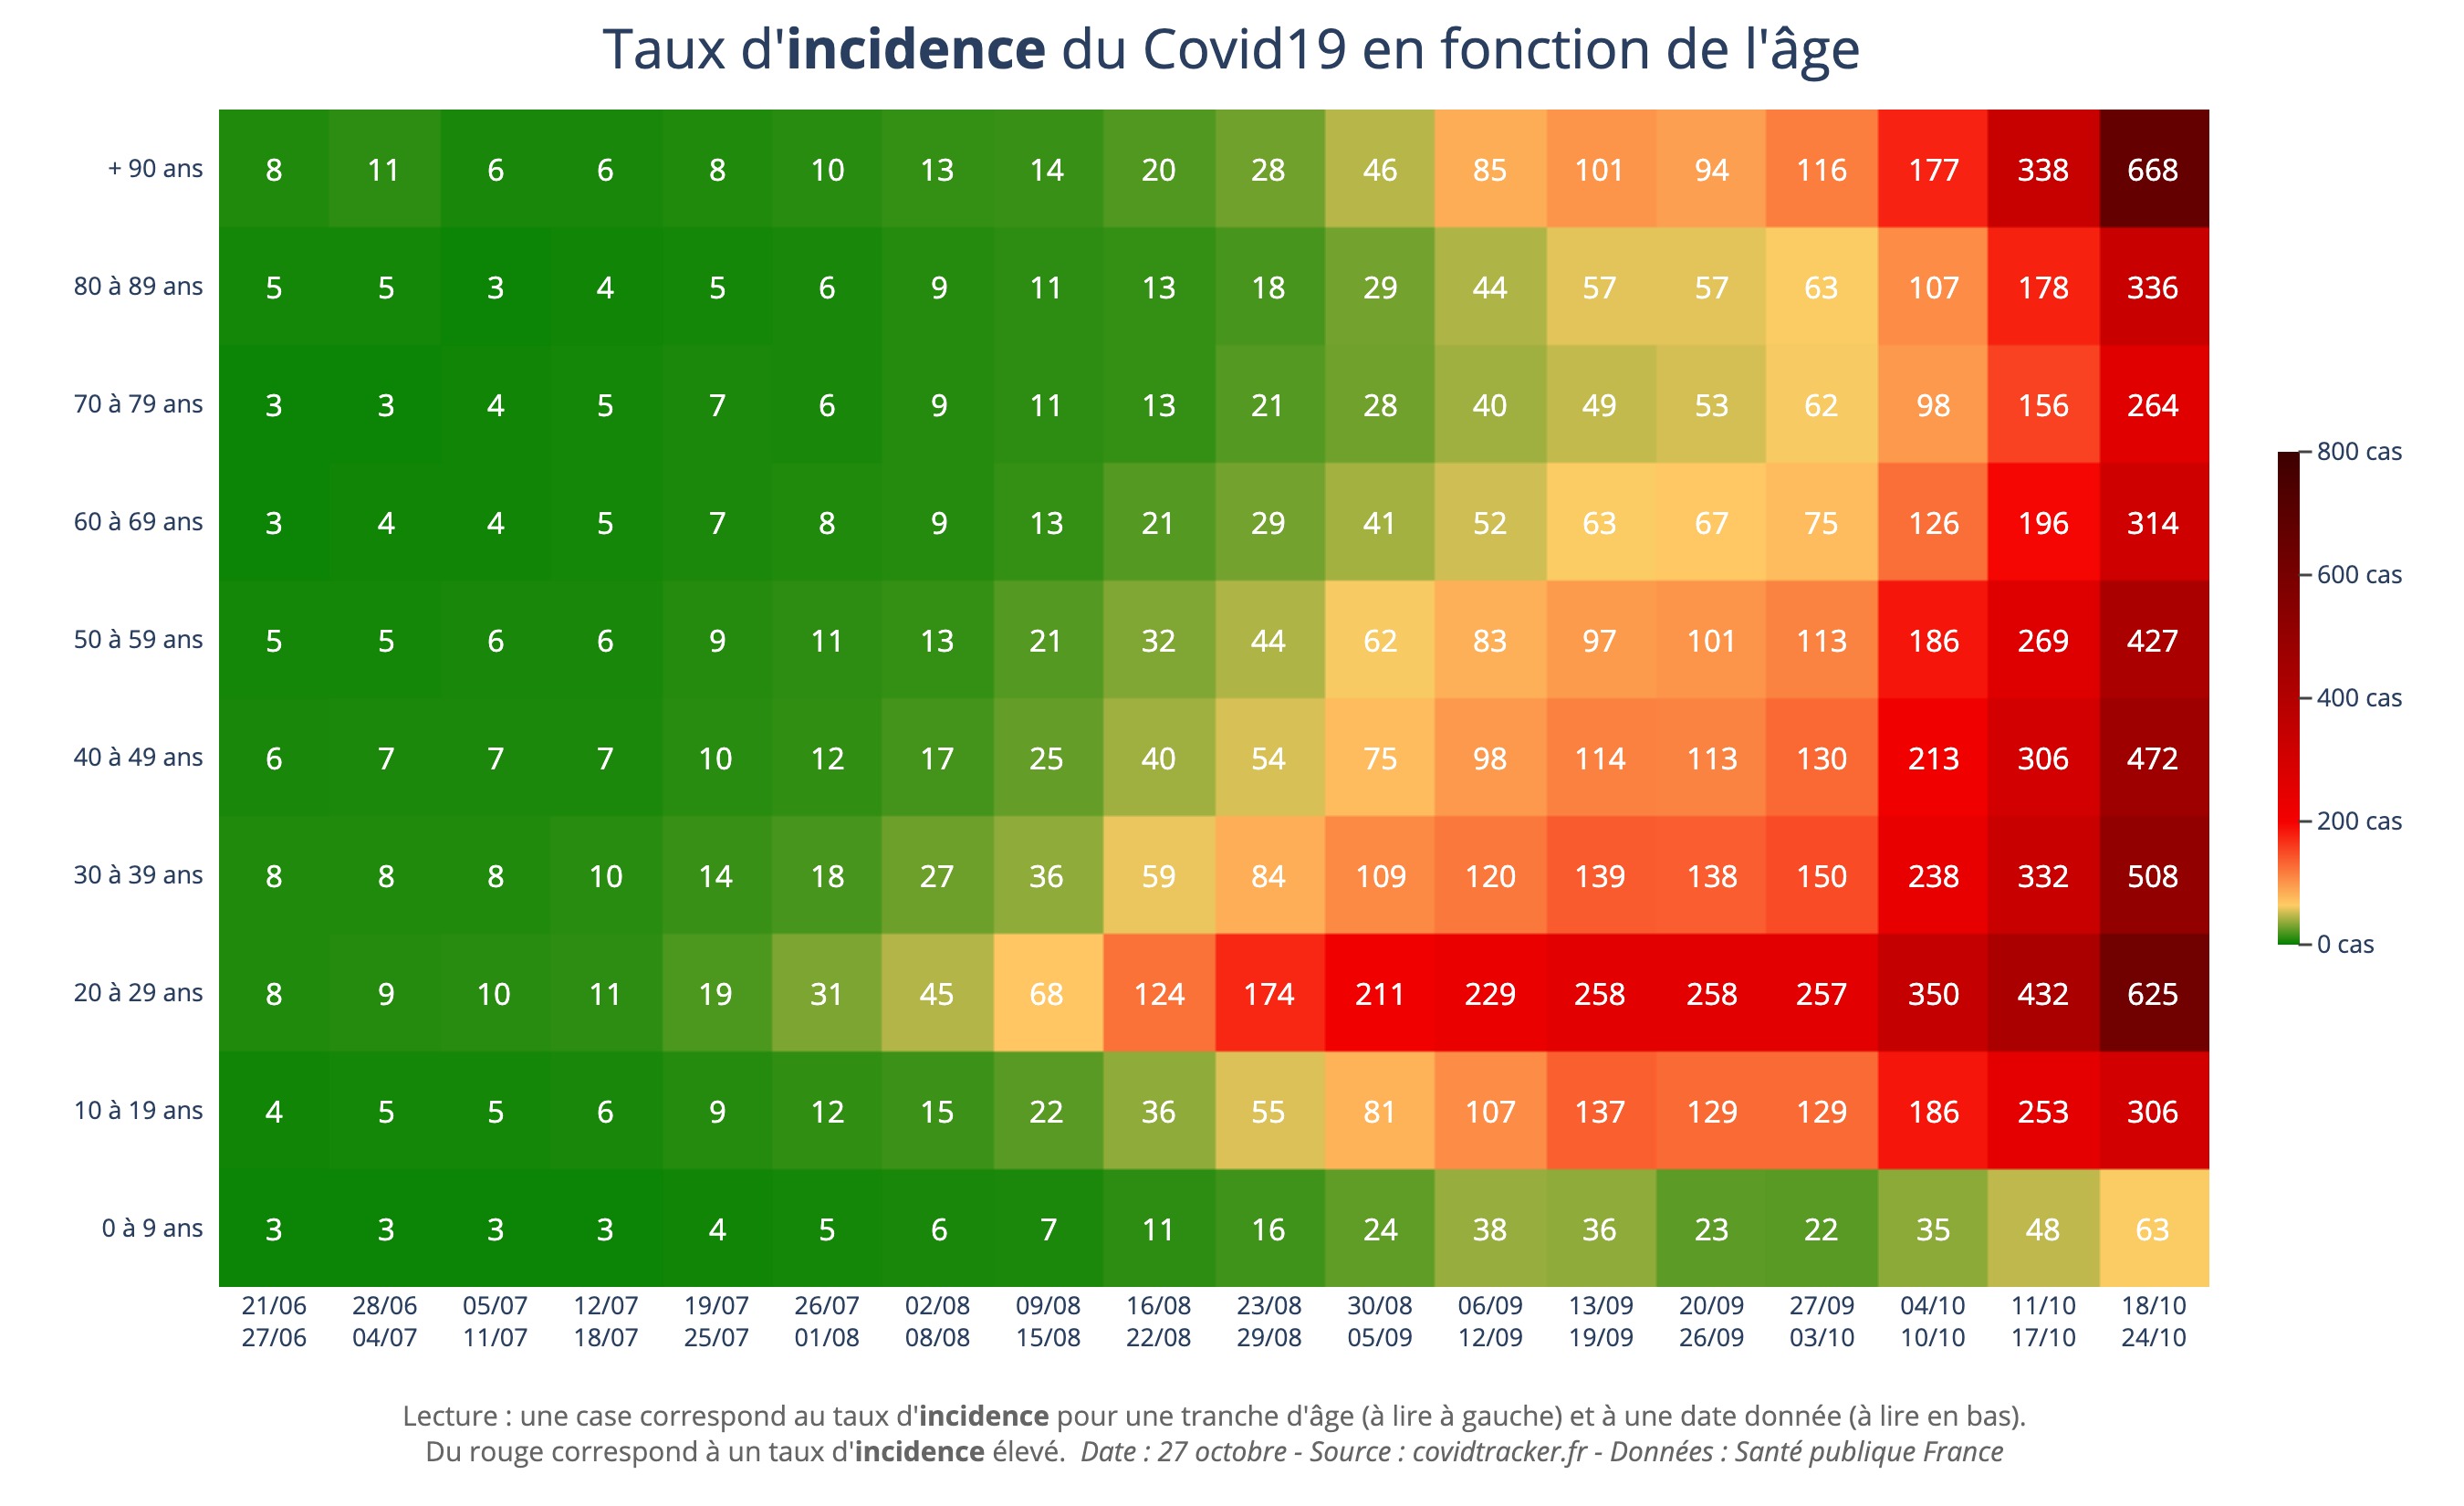 Taux d'incidence du Covid19 en fonction de l'âge
+ 90 ans 8 11 6 6 8 10 13 14 20 28 46 85 101 94 116 177 338 668
80 à 89 ans 5 5 3 4 5 6 9 11 13 18 29 44 57 57 63 107 178 336
70 à 79 ans 3 3 4 5 7 6 9 11 13 21 28 40 49 53 62 98 156 264
60 à 69 ans 3 4 4 5 7 8 9 13 21 29 41 52 63 67 75 126 196 314
50 à 59 ans 5 5 6 6 9 11 13 21 32 44 62 83 97 101 113 186 269 427
40 à 49 ans 6 7 7 7 10 12 17 25 40 54 75 98 114 113 130 213 306 472
30 à 39 ans 8 8 8 10 14 18 27 36 59 84 109 120 139 138 150 238 332 508
20 à 29 ans 8 9 10 11 19 31 45 68 124 174 211 229 258 258 257 350 432 625
10 à 19 ans 4 5 5 6 9 12 15 22 36 55 81 107 137 129 129 186 253 306
0 à 9 ans 3 3 3 3 4 5 6 7 11 16 24 38 36 23 22 35 48 63
21/06 28/06 05/07 12/07 19/07 26/07 02/08 09/08 16/08 23/08 30/08 06/09 13/09 20/09 27/09 04/10 11/10 18/10
27/06 04/07 11/07 18/07 25/07 01/08 08/08 15/08 22/08 29/08 05/09 12/09 19/09 26/09 03/10 10/10 17/10 24/10
800 cas
600 cas
400 cas
200 cas
0 cas
Lecture : une case correspond au taux d'incidence pour une tranche d'âge (à lire à gauche) et à une date donnée (à lire en bas).
Du rouge correspond à un taux d'incidence élevé. Date : 27 octobre - Source : covidtracker.fr - Données : Santé publique France